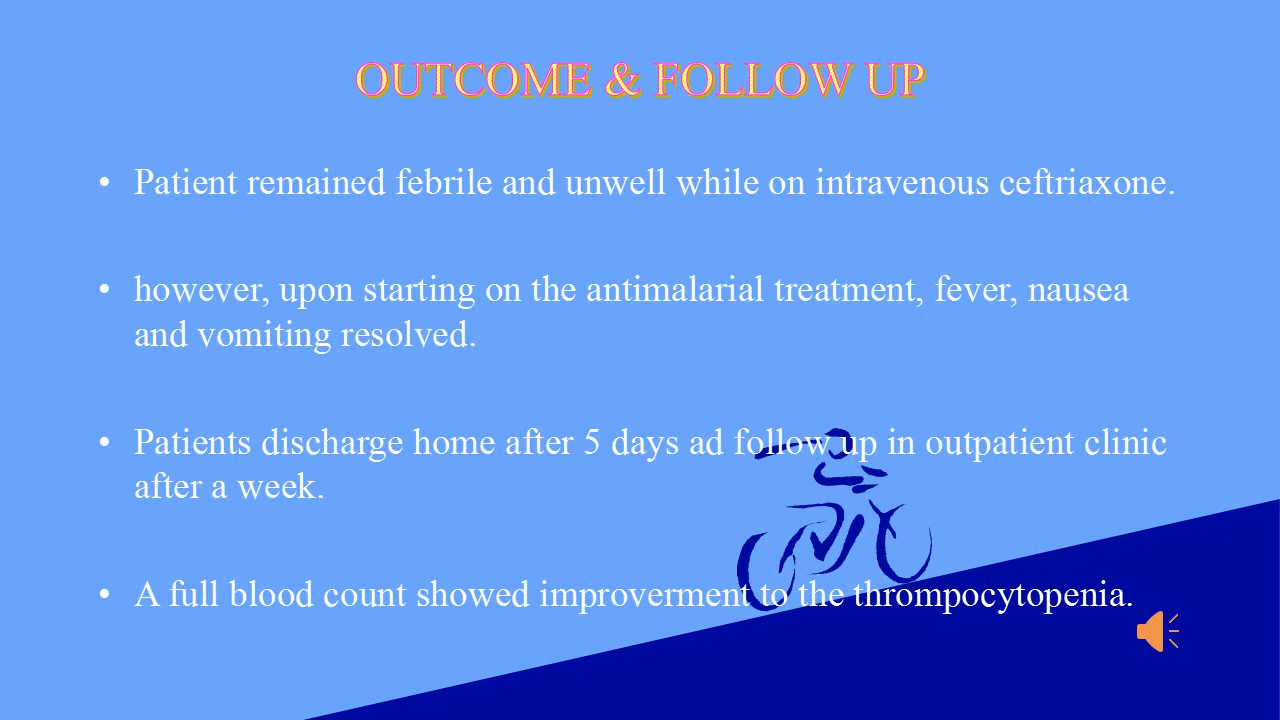 OUTCOME & FOLLOW UP
• Patient remained febrile and unwell while on intravenous ceftriaxone.
• however, upon starting on the antimalarial treatment, fever, nausea
and vomiting resolved.
• Patients discharge home after 5 days ad follow up in outpatient clinic
after a week.
• A full blood count showed improverment to the thrompocytopenia.